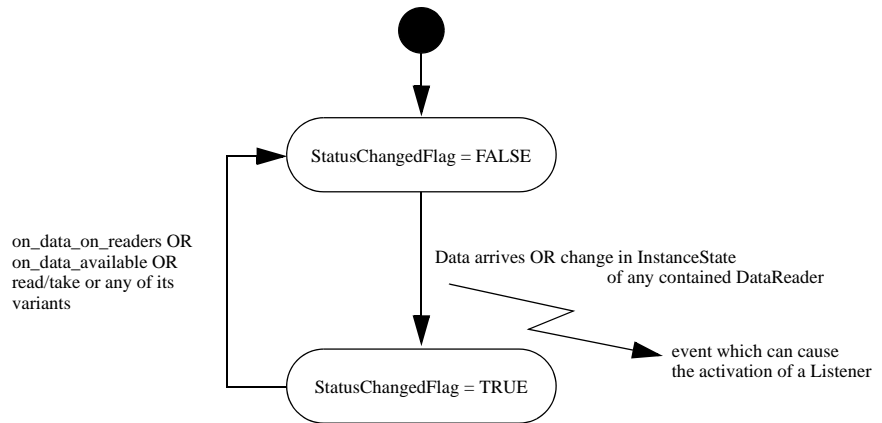 StatusChangedFlag = FALSE
on_data_on_readers OR
on_data_available OR
read/take or any of its
variants
Data arrives OR change in InstanceState
of any contained DataReader
event which can cause
the activation of a Listener
StatusChangedFlag = TRUE